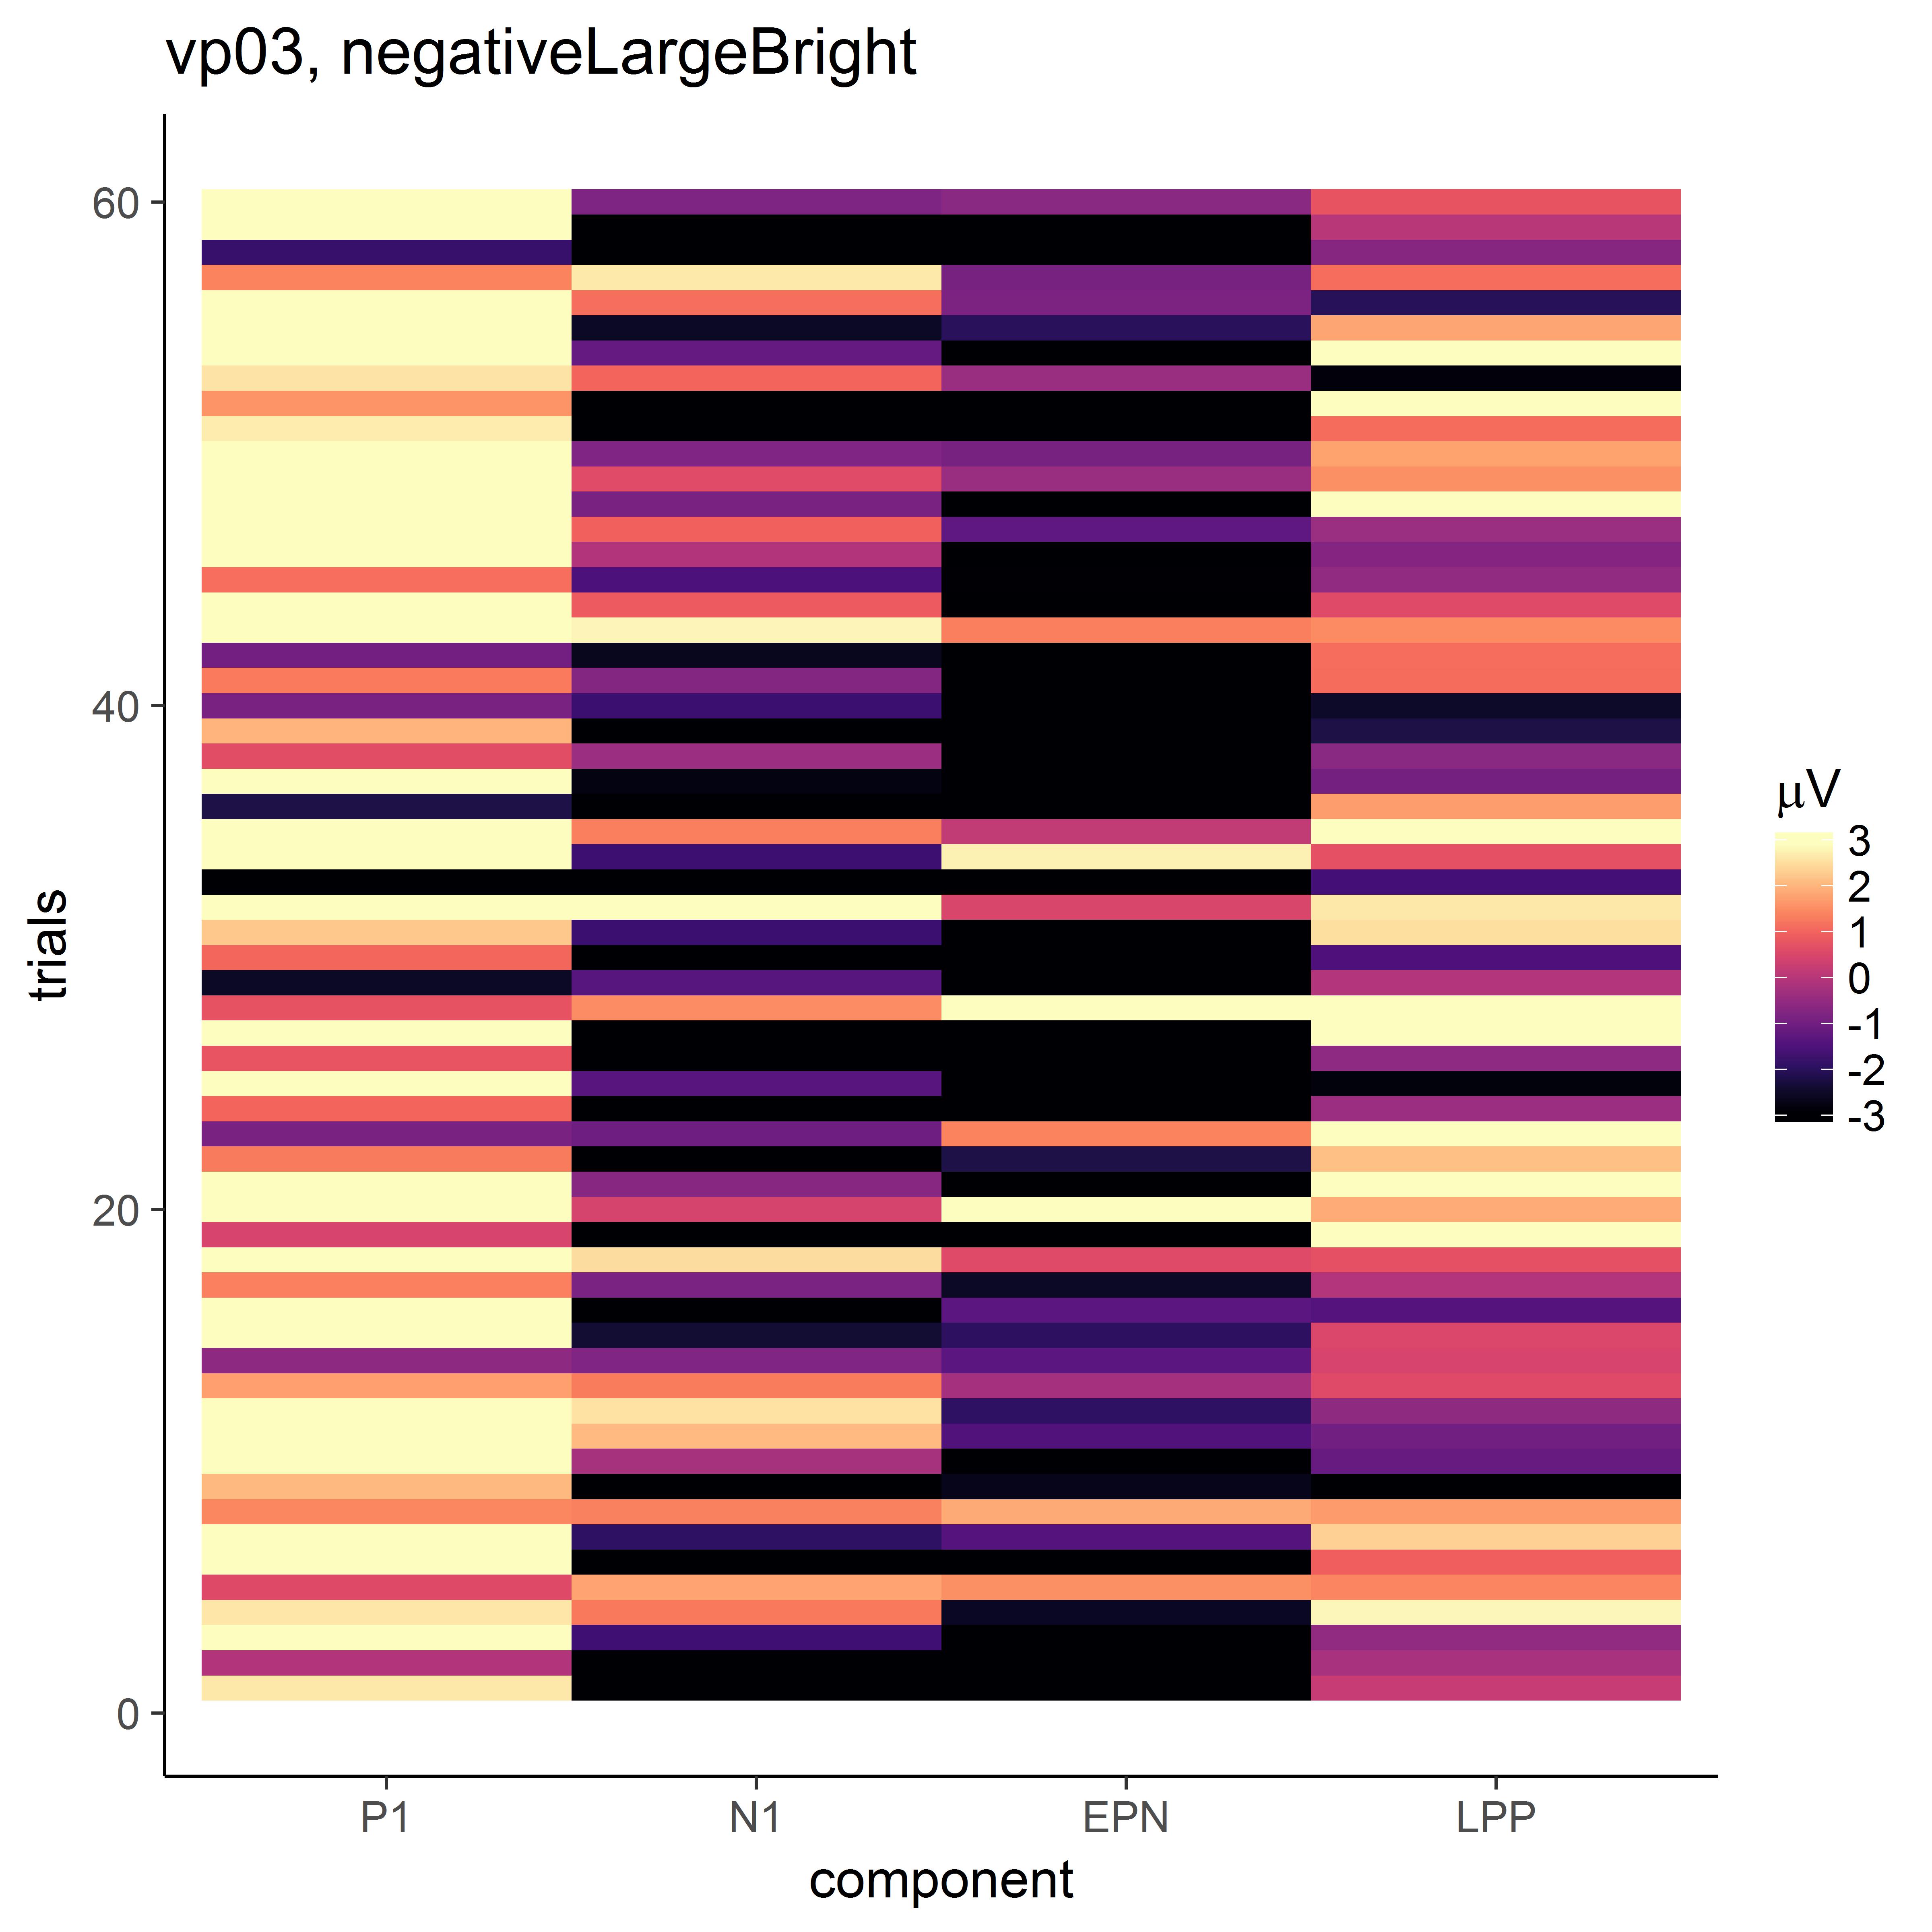 vp03, negativeLargeBright
60
40
20
0
trials
P1 N1 EPN LPP
component
μV
3
2
1
0
-1
-2
-3